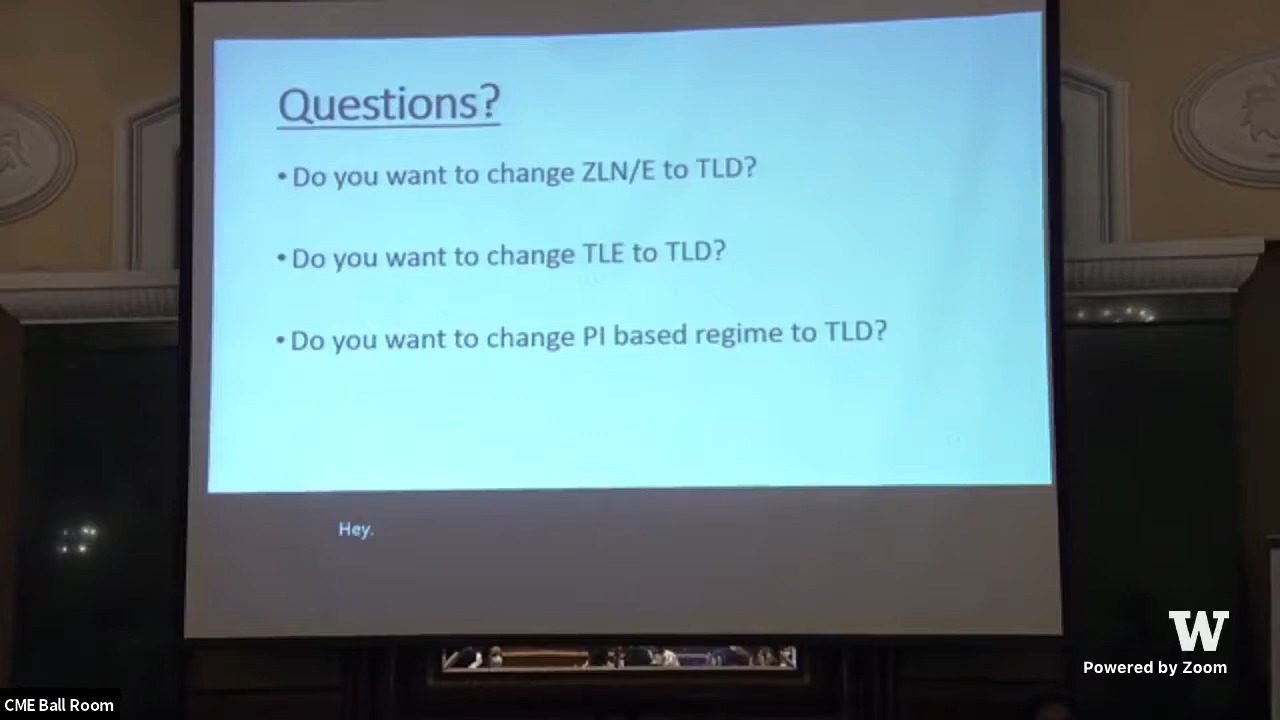 Questions?
• Do you want to change ZLN/E to TLD?
• Do you want to change TLE to TLD?
• Do you want to change PI based regime to TLD?
Hey.
W
Powered by Zoom
CME Ball Room